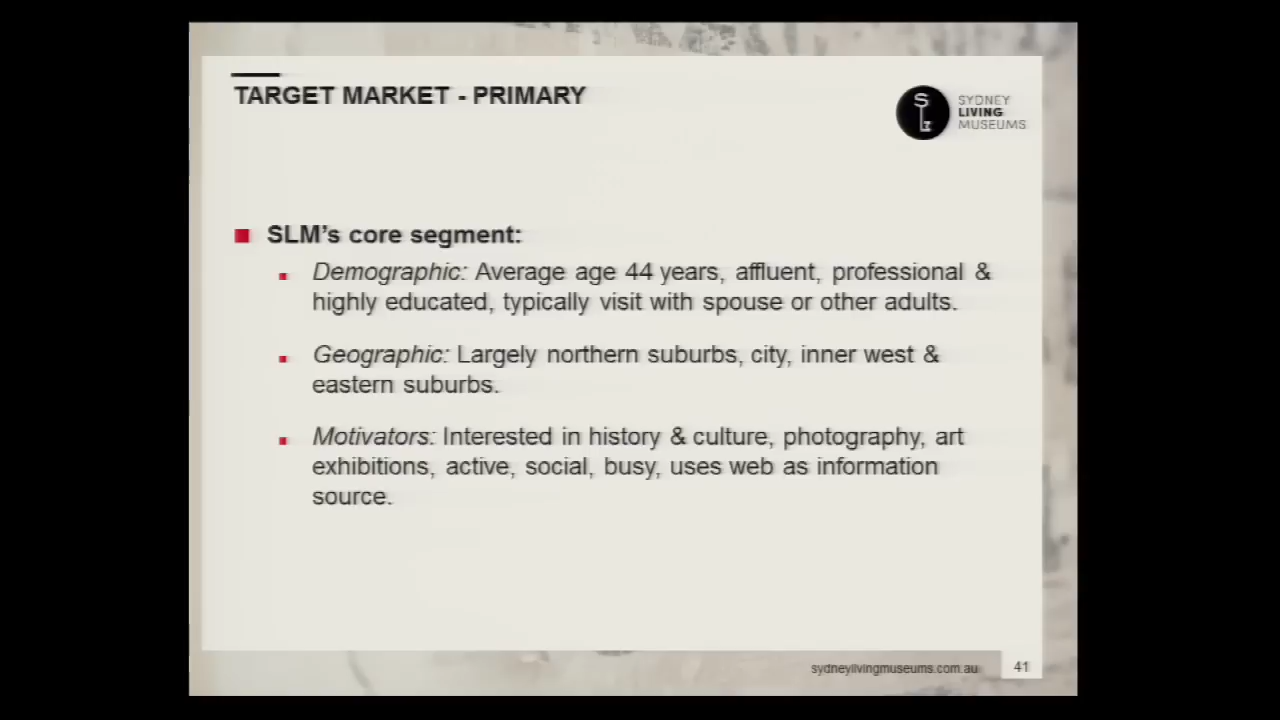 TARGET MARKET - PRIMARY
SYDNEY
LIVING
MUSEUMS
SLM's core segment:
Demographic: Average age 44 years, affluent, professional &
highly educated, typically visit with spouse or other adults.
Geographic: Largely northern suburbs, city, inner west &
eastern suburbs.
Motivators: Interested in history & culture, photography, art
exhibitions, active, social, busy, uses web as information
source.
sydneylivingmuseums.com.au
41